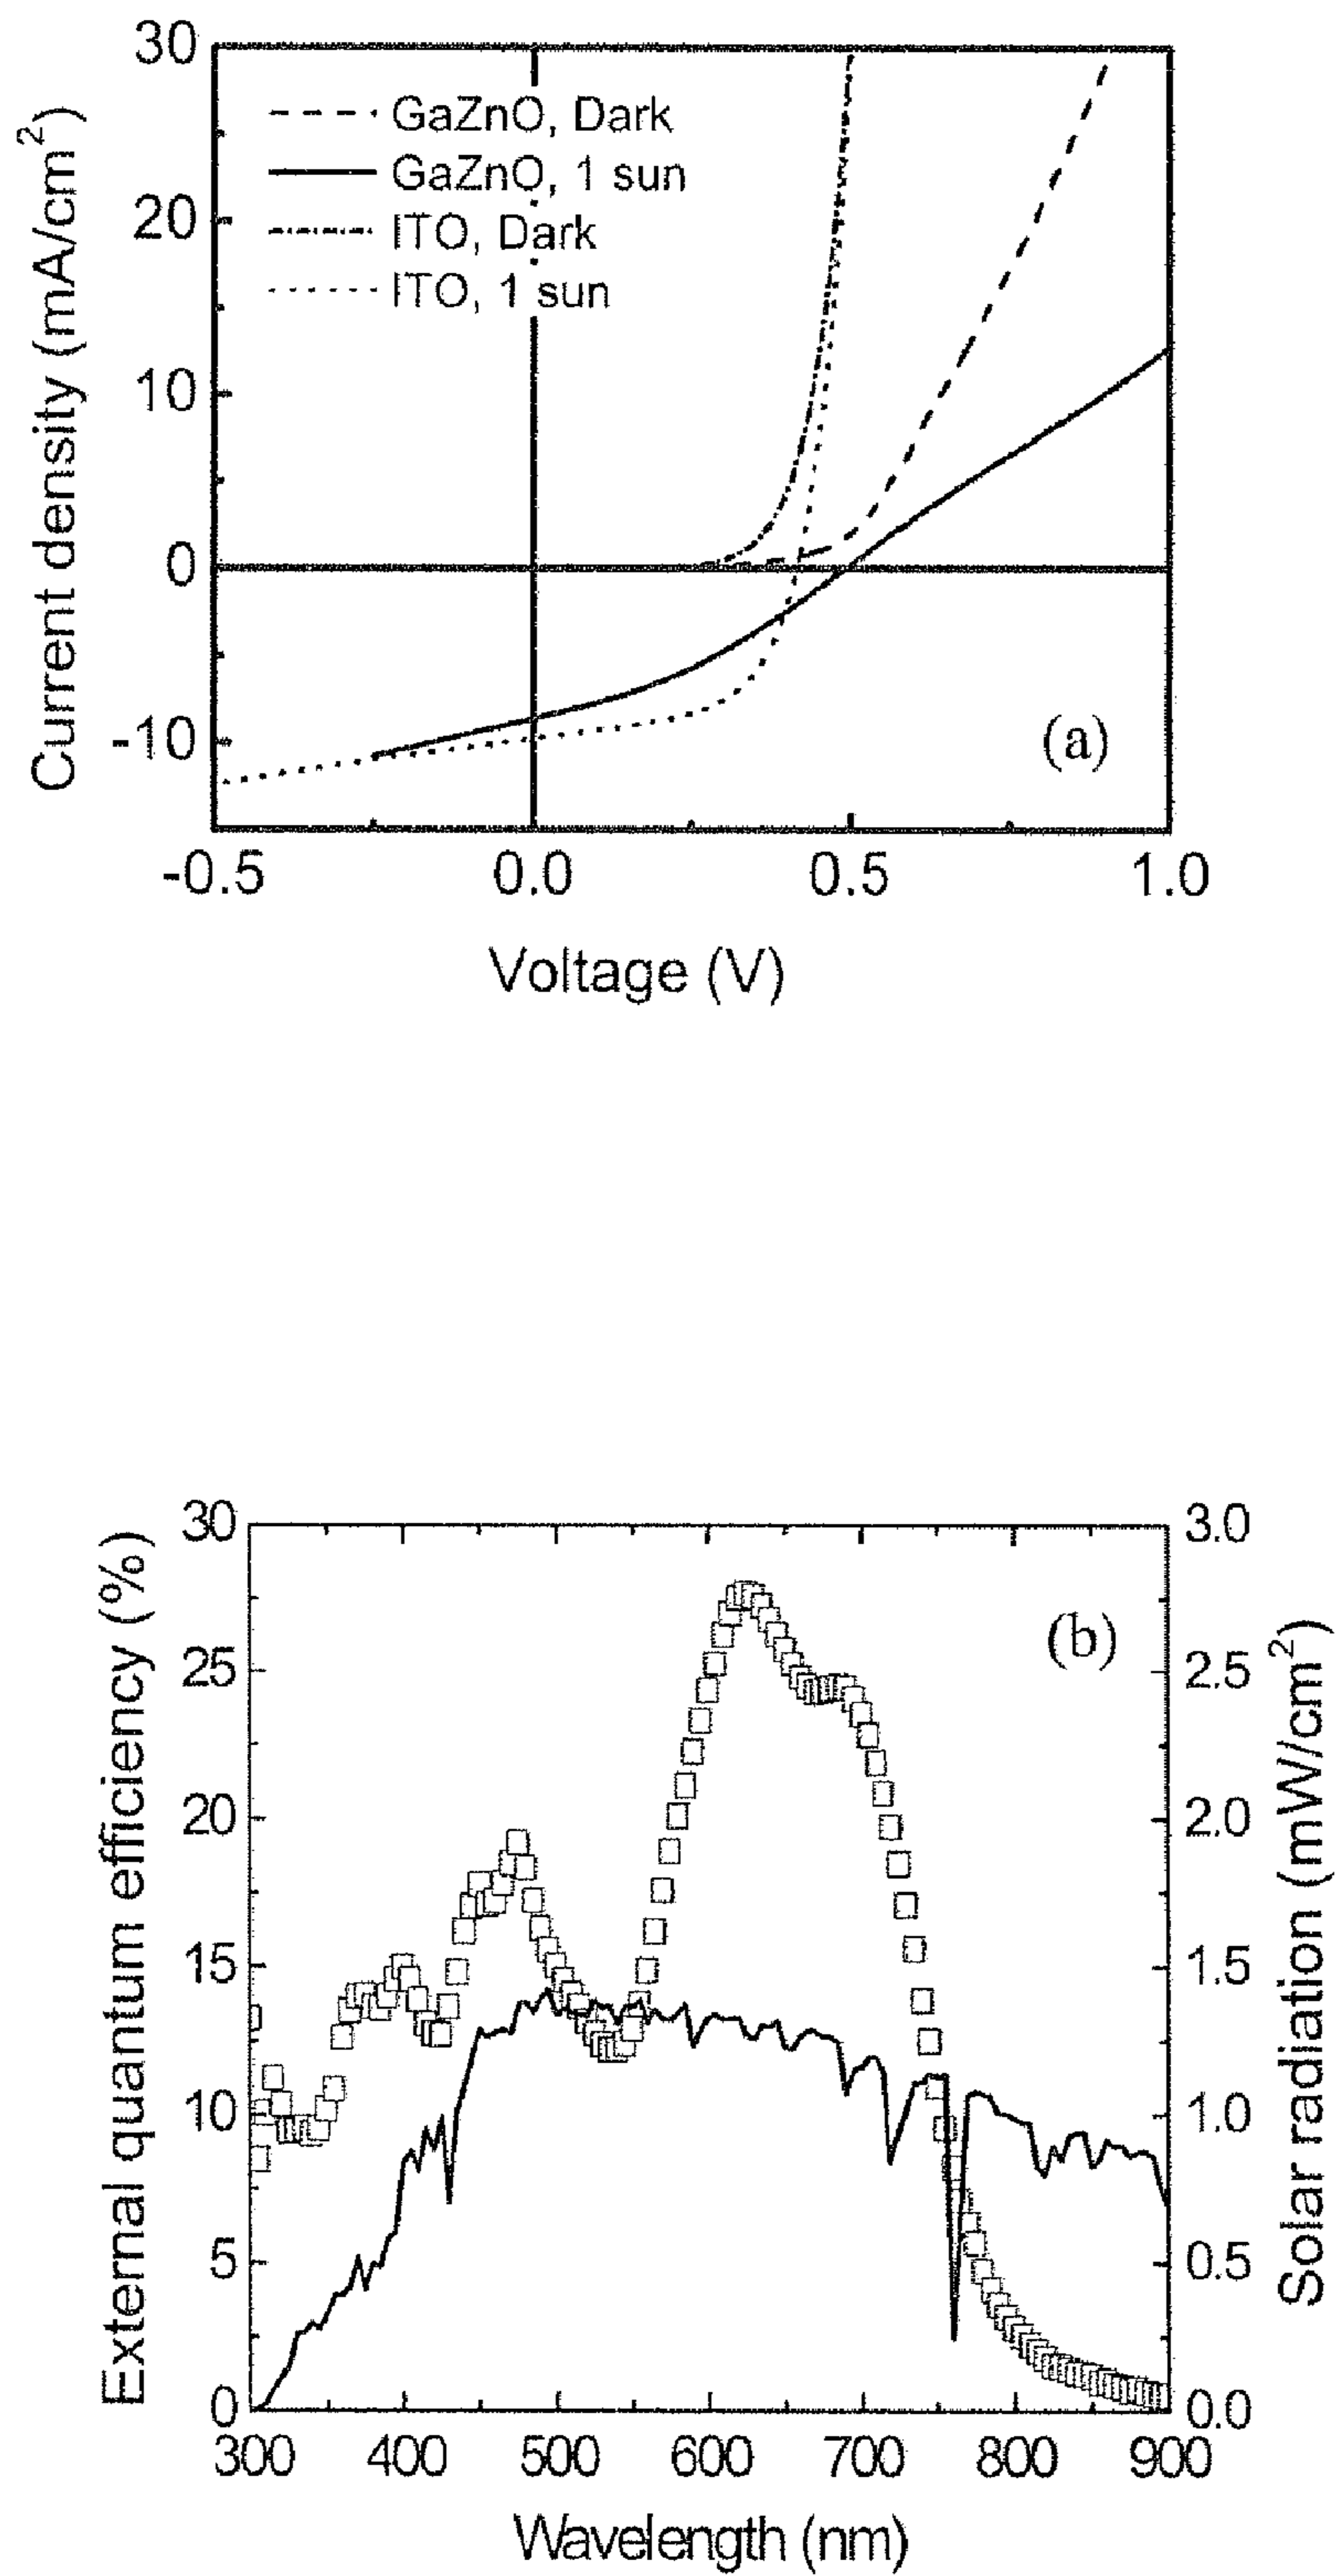 30
20
10
0
-10
Current density (mA/cm²)
GaZnO, Dark
GaZnO, 1 sun
ITO, Dark
ITO, 1 sun
(a)
-0.5 0.0 0.5 1.0
Voltage (V)
30
25
20
15
10
5
0
External quantum efficiency (%)
(b)
3.0
2.5
2.0
1.5
1.0
0.5
0.0
Solar radiation (mW/cm²)
300 400 500 600 700 800 900
Wavelength (nm)